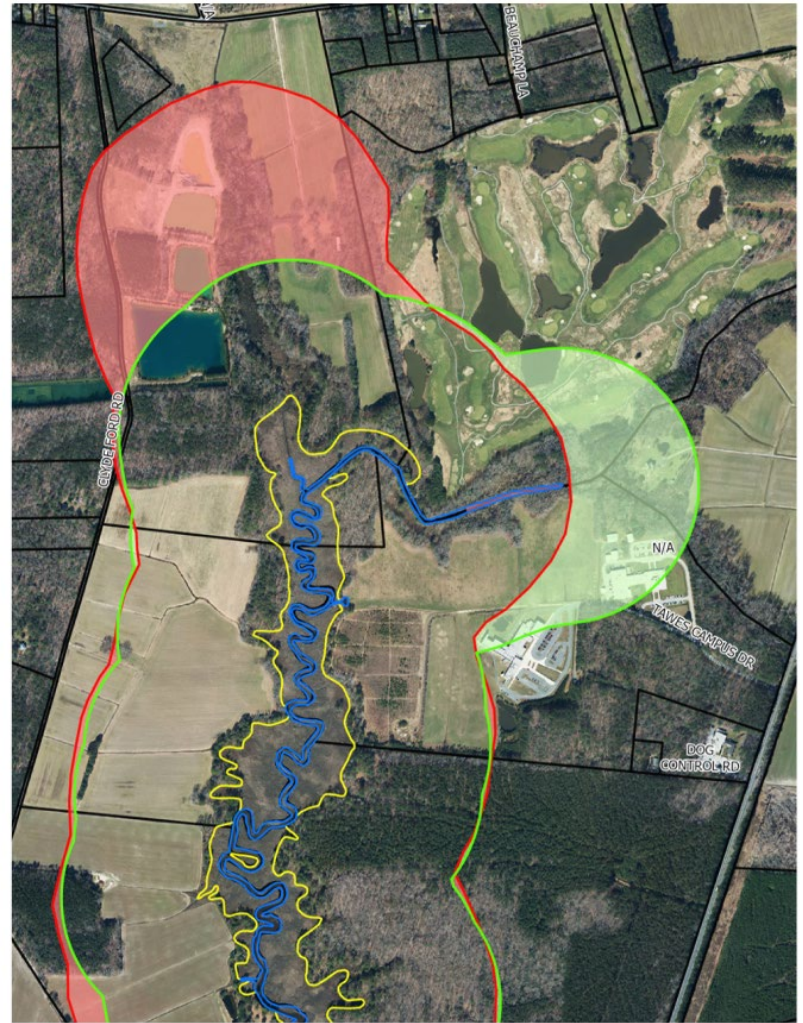 N/A
BEAUCHAMP LA
CLYDE FORD RD
N/A
TAWES CAMPUS DR
DOG
CONTROL RD